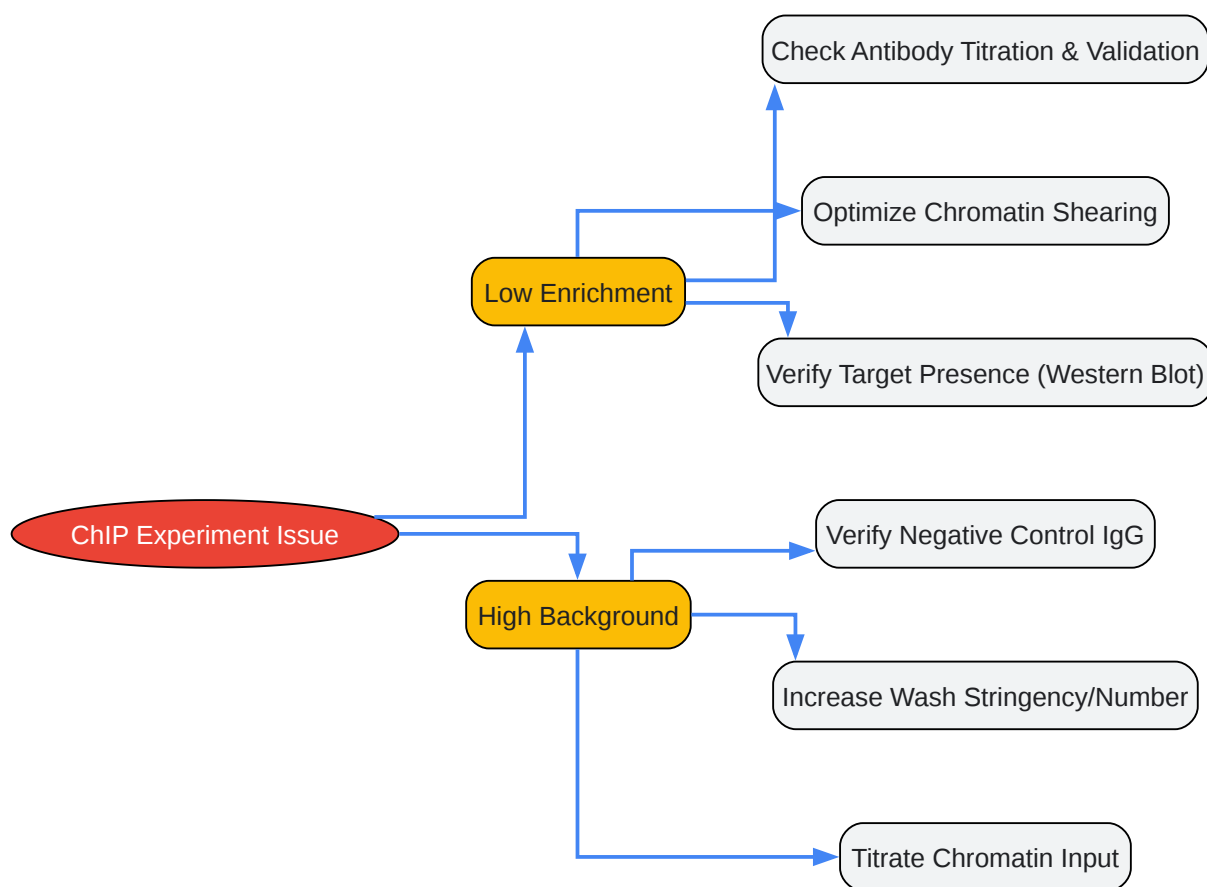 Check Antibody Titration & Validation
Optimize Chromatin Shearing
Low Enrichment
Verify Target Presence (Western Blot)
ChIP Experiment Issue
Verify Negative Control IgG
High Background
Increase Wash Stringency/Number
Titrate Chromatin Input